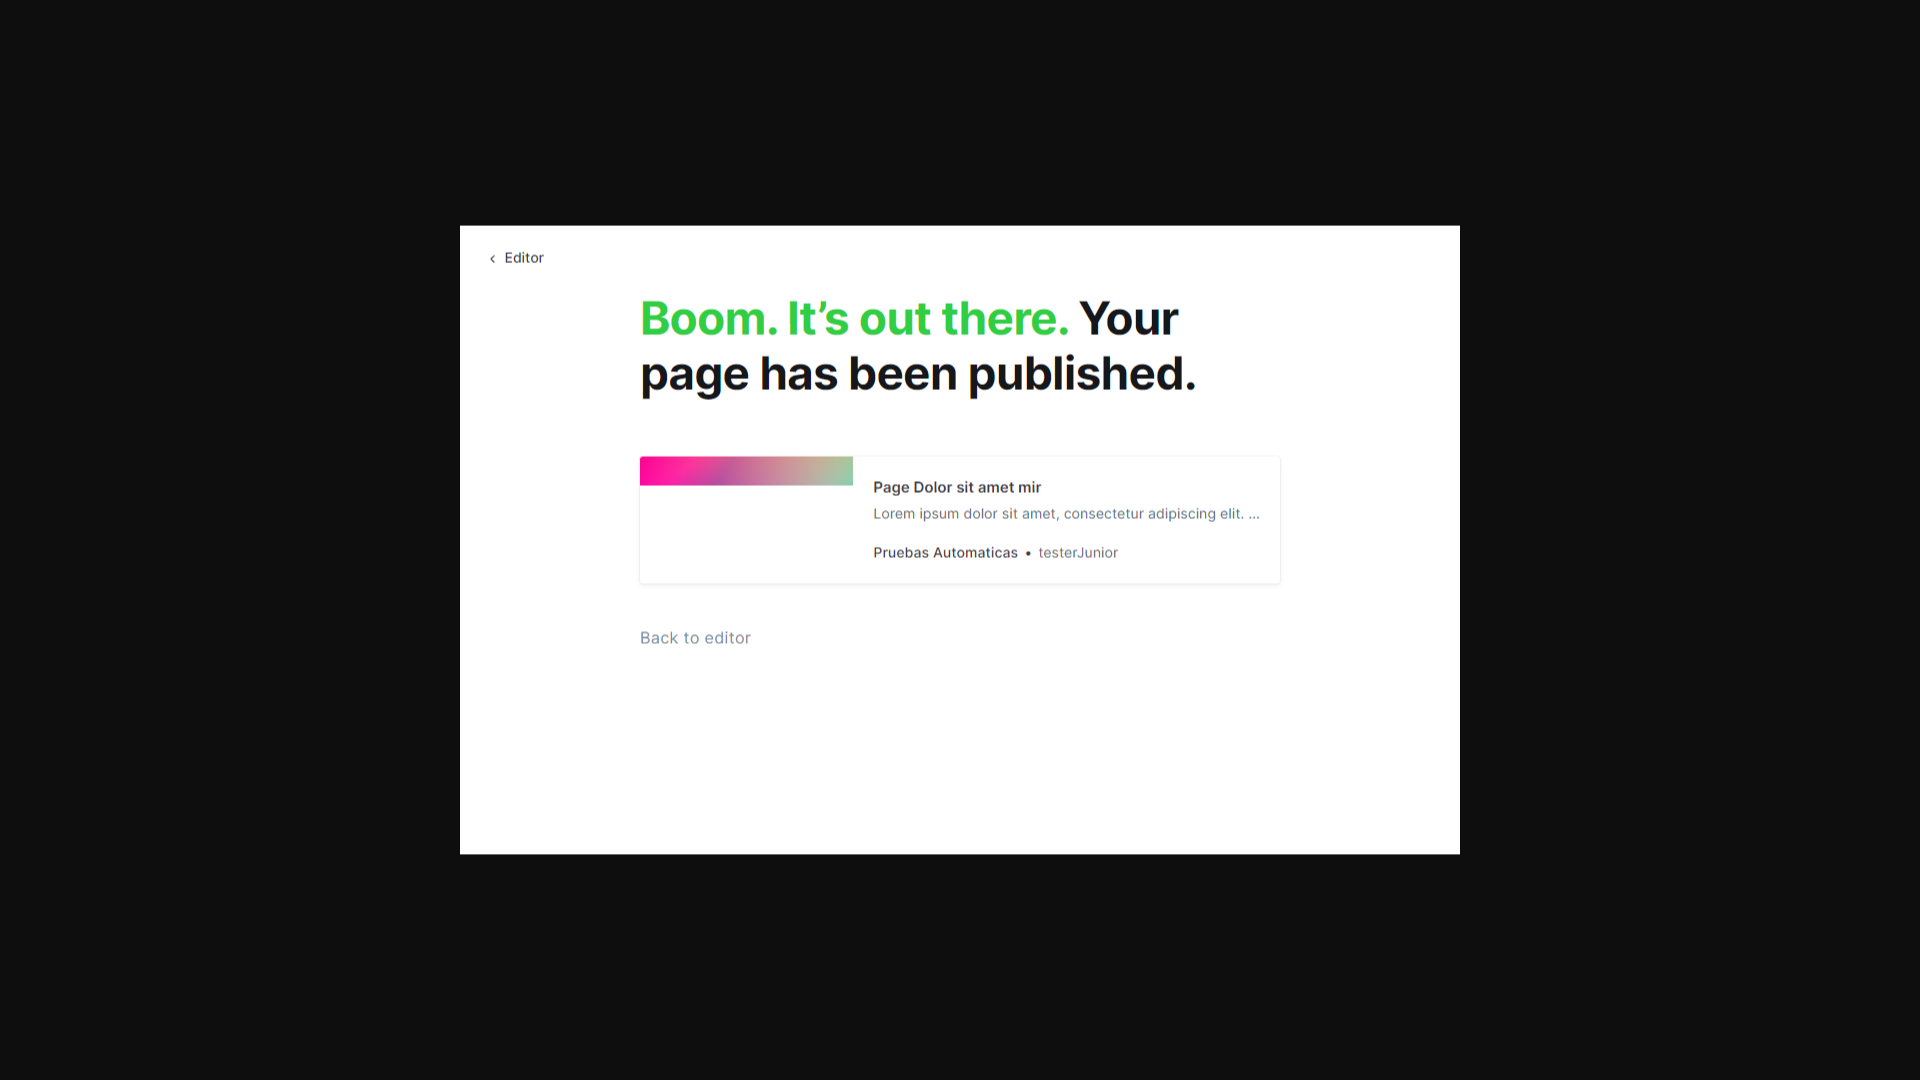 Editor
Boom. It’s out there. Your
page has been published.
Page Dolor sit amet mir
Lorem ipsum dolor sit amet, consectetur adipiscing elit. ...
Pruebas Automaticas • testerJunior
Back to editor